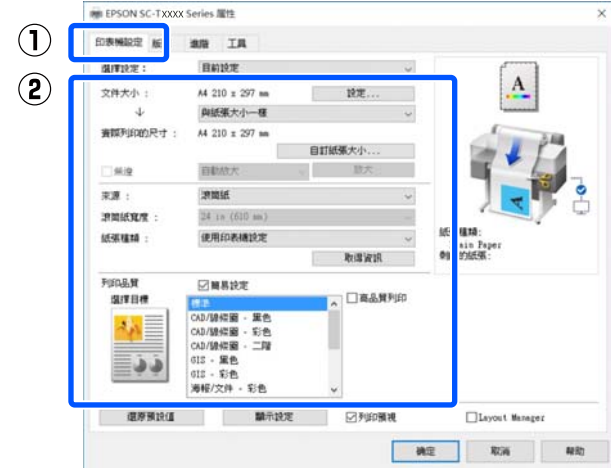 EPSON SC-TXXXX Series 屬性
①
印表機設定 版 進階 工具
選擇設定： 目前設定
②
文件大小： A4 210 x 297 mm 設定...
與紙張大小一樣
實際列印的尺寸： A4 210 x 297 mm
自訂紙張大小...
無邊 自動放大 放大
來源： 滾筒紙
滾筒紙寬度： 24 in (610 mm)
紙張種類： 使用印表機設定
取得資訊
紙 種類:
ain Paper
剩 的紙張:
列印品質 簡易設定
選擇目標 標準 高品質列印
CAD/線條圖 - 黑色
CAD/線條圖 - 彩色
CAD/線條圖 - 二階
GIS - 黑色
GIS - 彩色
海報/文件 - 彩色
A
A
還原預設值 顯示設定 列印預視 Layout Manager
確定 取消 幫助